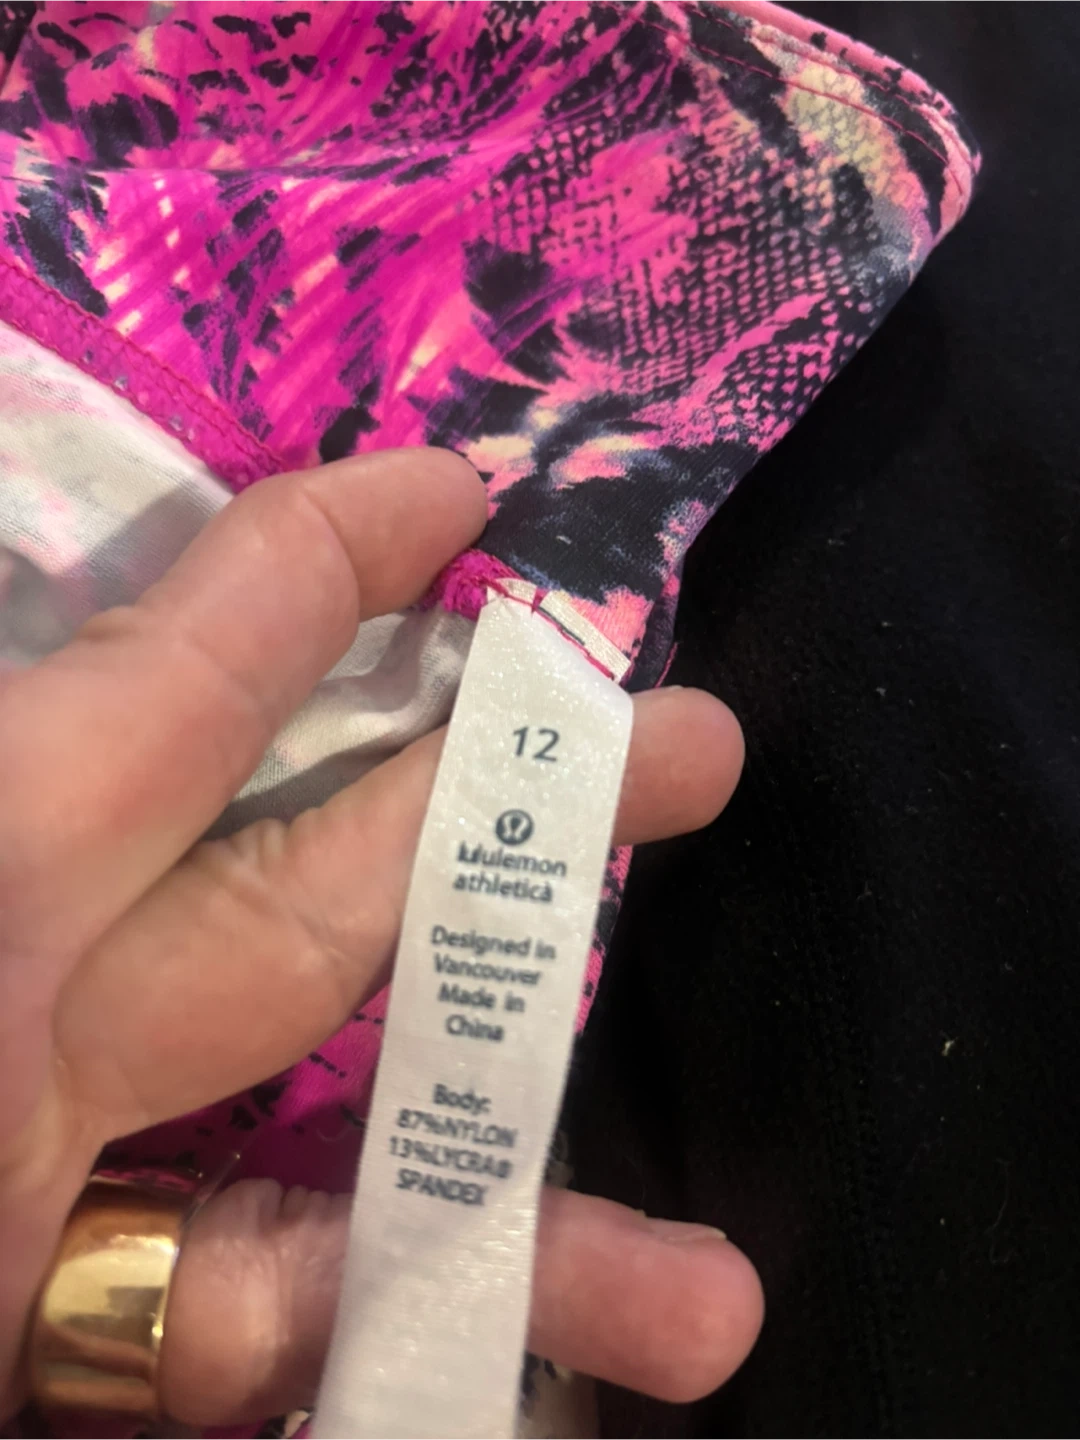 12
lululemon
athletica
Designed in
Vancouver
Made in
China
Body:
87%NYLON
13%LYCRA®
SPANDEX